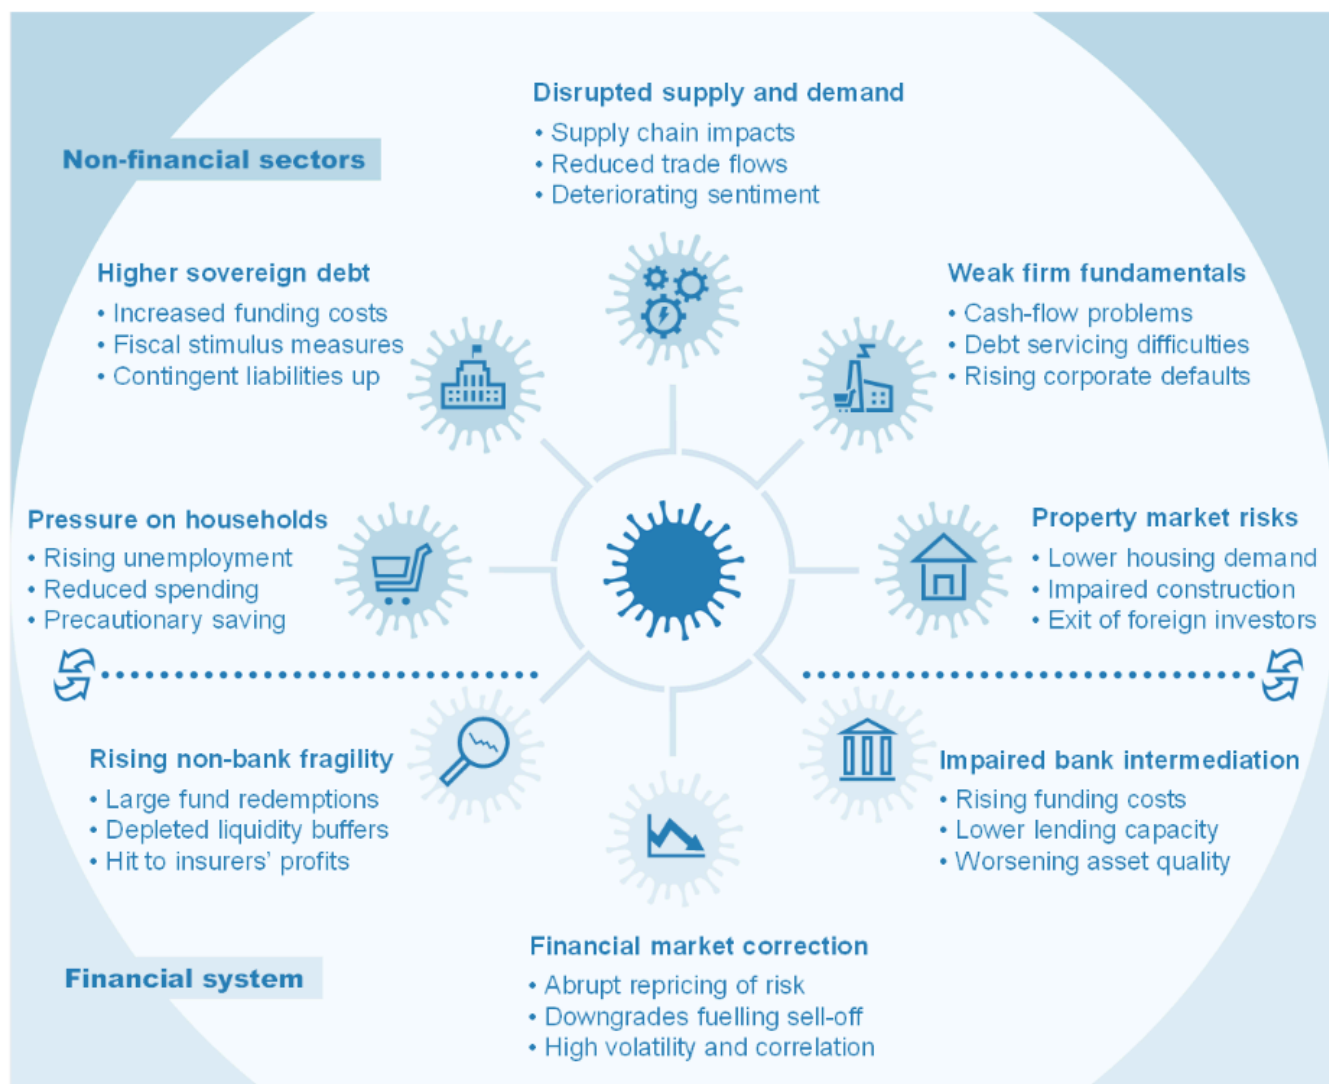 Disrupted supply and demand
• Supply chain impacts
• Reduced trade flows
• Deteriorating sentiment
Non-financial sectors
Higher sovereign debt
• Increased funding costs
• Fiscal stimulus measures
• Contingent liabilities up
Weak firm fundamentals
• Cash-flow problems
• Debt servicing difficulties
• Rising corporate defaults
Pressure on households
• Rising unemployment
• Reduced spending
• Precautionary saving
Property market risks
• Lower housing demand
• Impaired construction
• Exit of foreign investors
Rising non-bank fragility
• Large fund redemptions
• Depleted liquidity buffers
• Hit to insurers’ profits
Impaired bank intermediation
• Rising funding costs
• Lower lending capacity
• Worsening asset quality
Financial market correction
• Abrupt repricing of risk
• Downgrades fuelling sell-off
• High volatility and correlation
Financial system